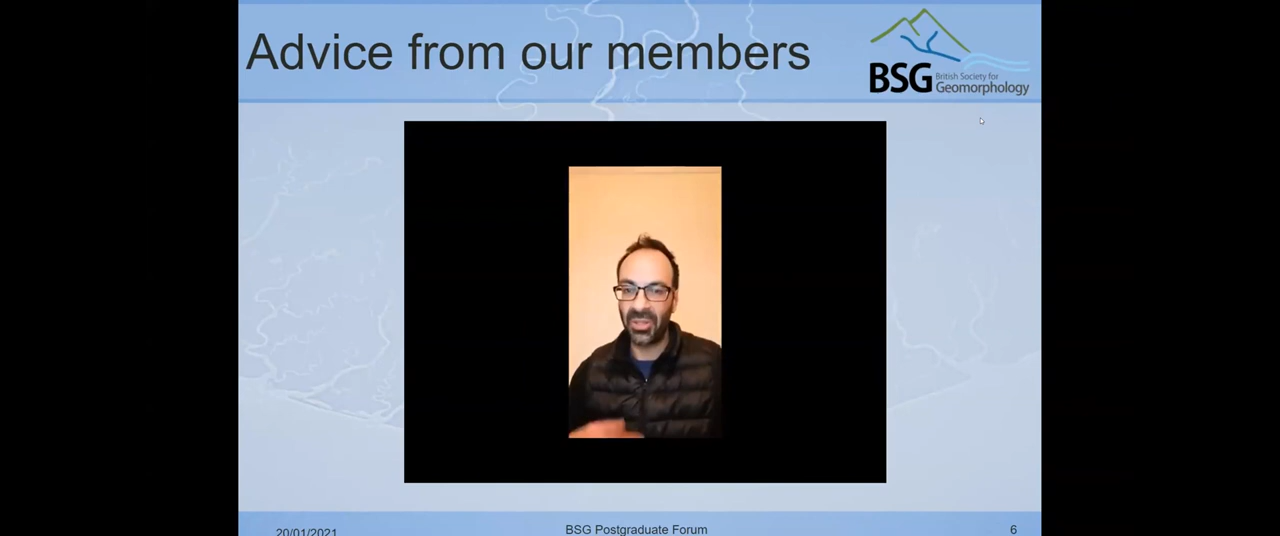 Advice from our members
BSG British Society for
Geomorphology
20/01/2021
BSG Postgraduate Forum
6